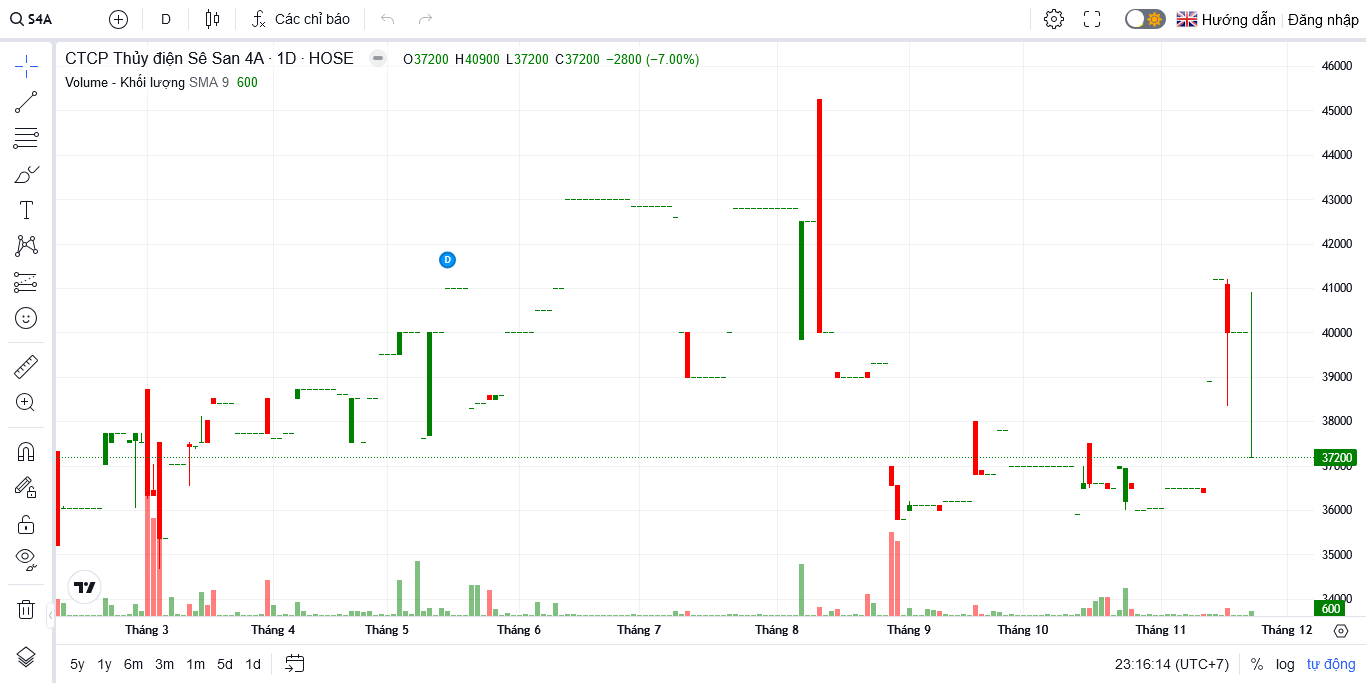 S4A D Các chỉ báo Hướng dẫn Đăng nhập
CTCP Thủy điện Sê San 4A · 1D · HOSE O37200 H40900 L37200 C37200 −2800 (−7.00%)
Volume - Khối lượng SMA 9 600
46000
45000
44000
43000
42000
D
41000
40000
39000
38000
37200
37000
36000
35000
34000
600
Tháng 3 Tháng 4 Tháng 5 Tháng 6 Tháng 7 Tháng 8 Tháng 9 Tháng 10 Tháng 11 Tháng 12
5y 1y 6m 3m 1m 5d 1d 23:16:14 (UTC+7) % log tự động